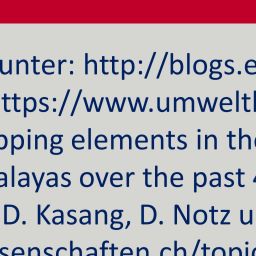 unter: http://blogs.e
ttps://www.umwelt
pping elements in the
alayas over the past 4
D. Kasang, D. Notz u
senschaften.ch/topic